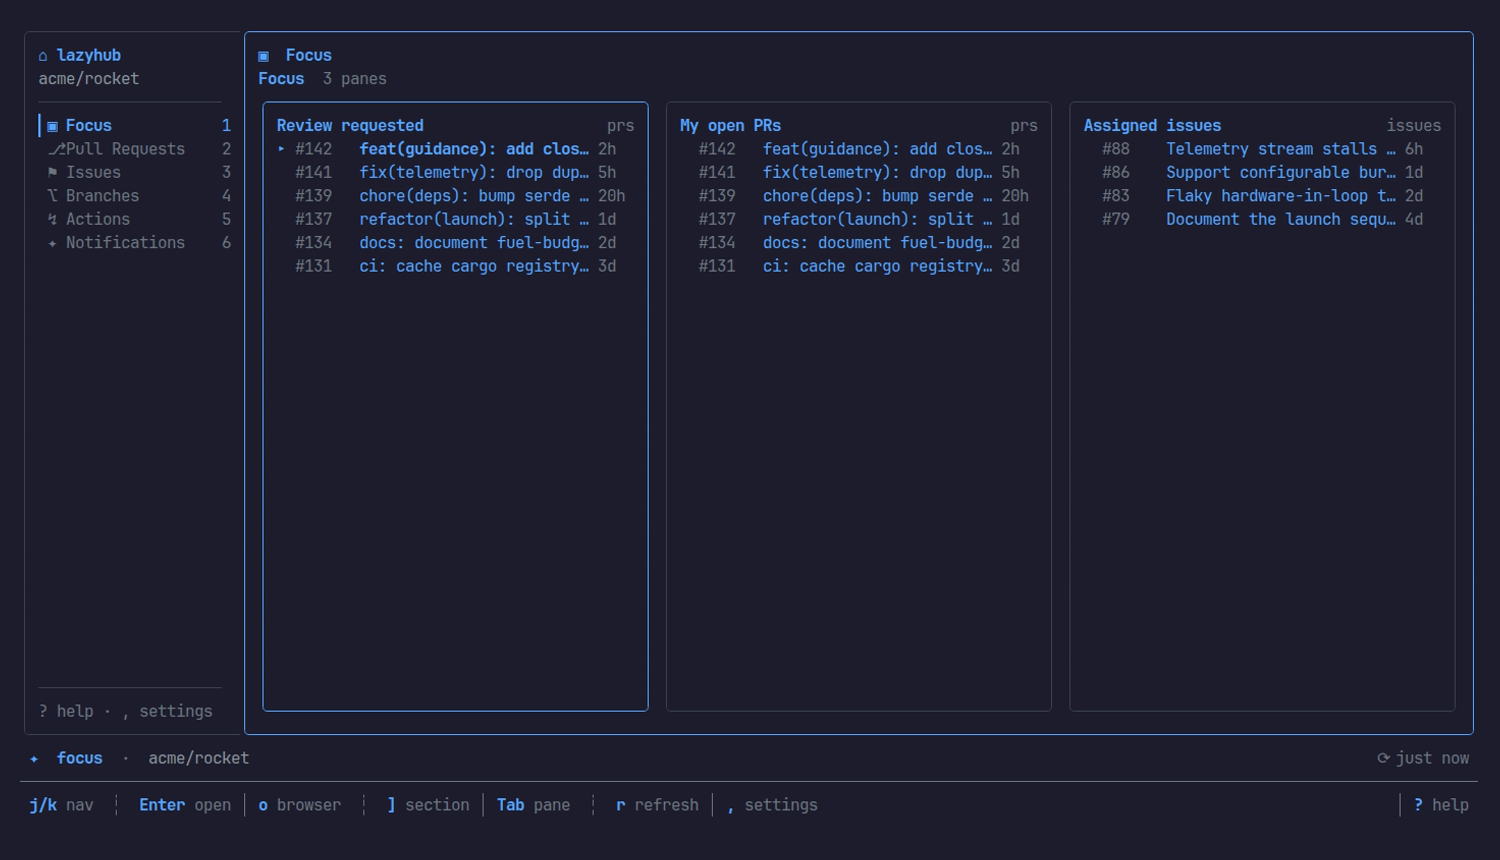 ⌂ lazyhub
acme/rocket
▣ Focus 1
⎇Pull Requests 2
⚑ Issues 3
⌥ Branches 4
↯ Actions 5
✦ Notifications 6
? help · , settings
▣ Focus
Focus 3 panes
Review requested prs
▸ #142 feat(guidance): add clos… 2h
#141 fix(telemetry): drop dup… 5h
#139 chore(deps): bump serde … 20h
#137 refactor(launch): split … 1d
#134 docs: document fuel-budg… 2d
#131 ci: cache cargo registry… 3d
My open PRs prs
#142 feat(guidance): add clos… 2h
#141 fix(telemetry): drop dup… 5h
#139 chore(deps): bump serde … 20h
#137 refactor(launch): split … 1d
#134 docs: document fuel-budg… 2d
#131 ci: cache cargo registry… 3d
Assigned issues issues
#88 Telemetry stream stalls … 6h
#86 Support configurable bur… 1d
#83 Flaky hardware-in-loop t… 2d
#79 Document the launch sequ… 4d
✦ focus · acme/rocket ⟳ just now
j/k nav ¦ Enter open │ o browser ¦ ] section │ Tab pane ¦ r refresh │ , settings │ ? help